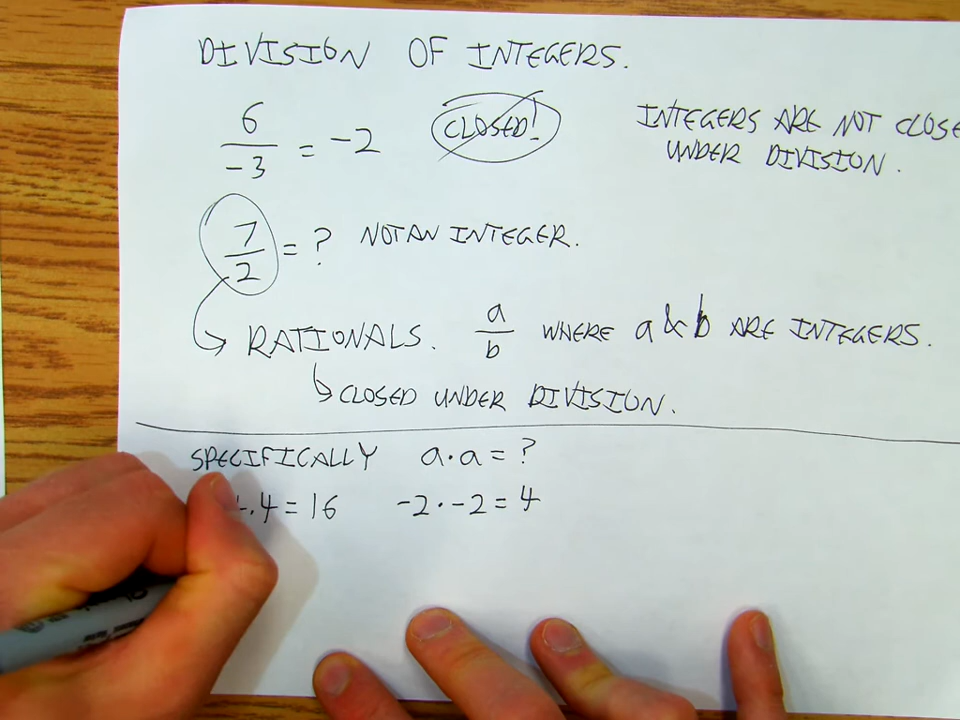 DIVISION OF INTEGERS.
6
-3 = -2
CLOSED!
INTEGERS ARE NOT CLOSE
UNDER DIVISION.
7
2 = ? NOT AN INTEGER.
RATIONALS. a/b WHERE a & b ARE INTEGERS.
CLOSED UNDER DIVISION.
SPECIFICALLY a·a = ?
·4 = 16 -2·-2 = 4